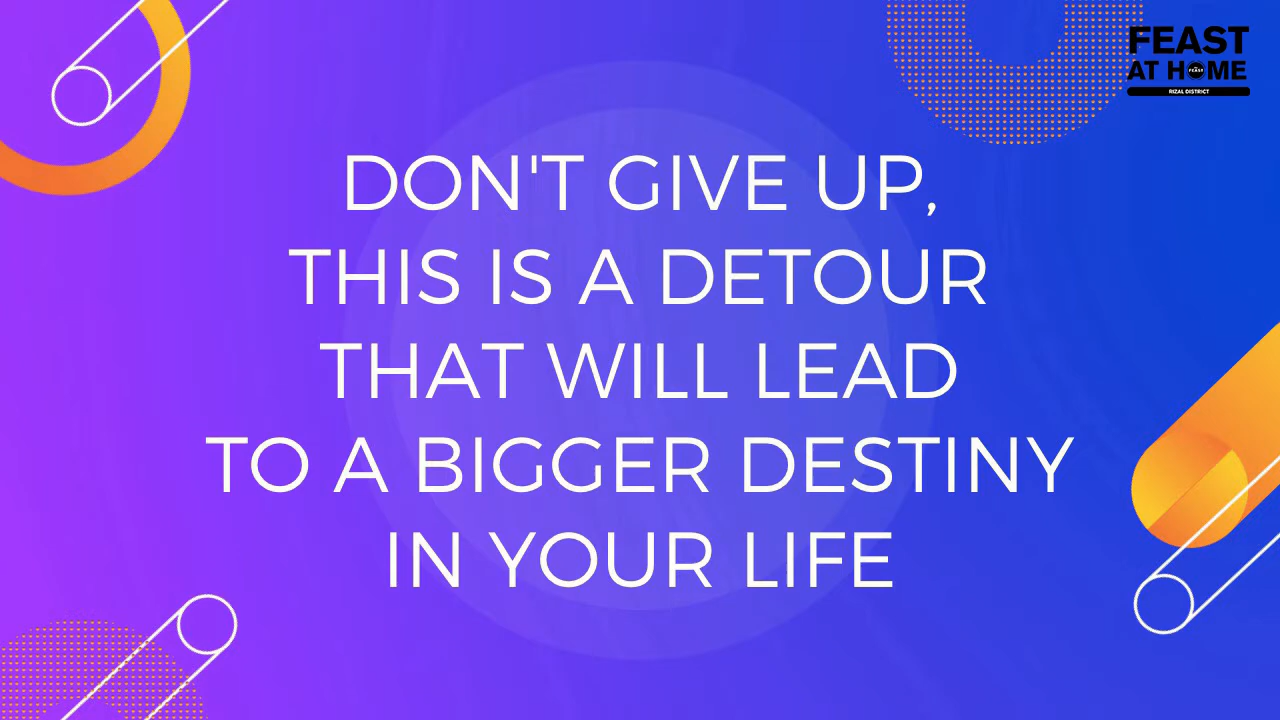 FEAST
AT HOME
RIZAL DISTRICT
DON'T GIVE UP,
THIS IS A DETOUR
THAT WILL LEAD
TO A BIGGER DESTINY
IN YOUR LIFE